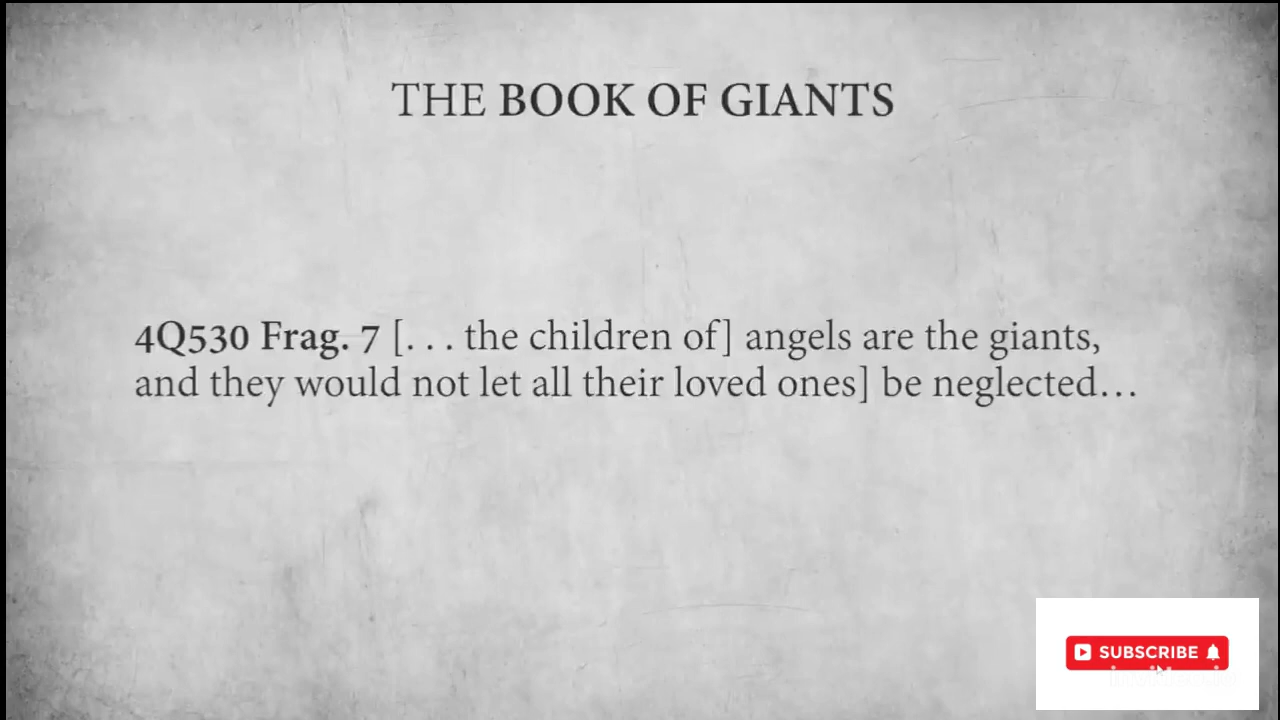 THE BOOK OF GIANTS
4Q530 Frag. 7 [. . . the children of] angels are the giants,
and they would not let all their loved ones] be neglected…
SUBSCRIBE